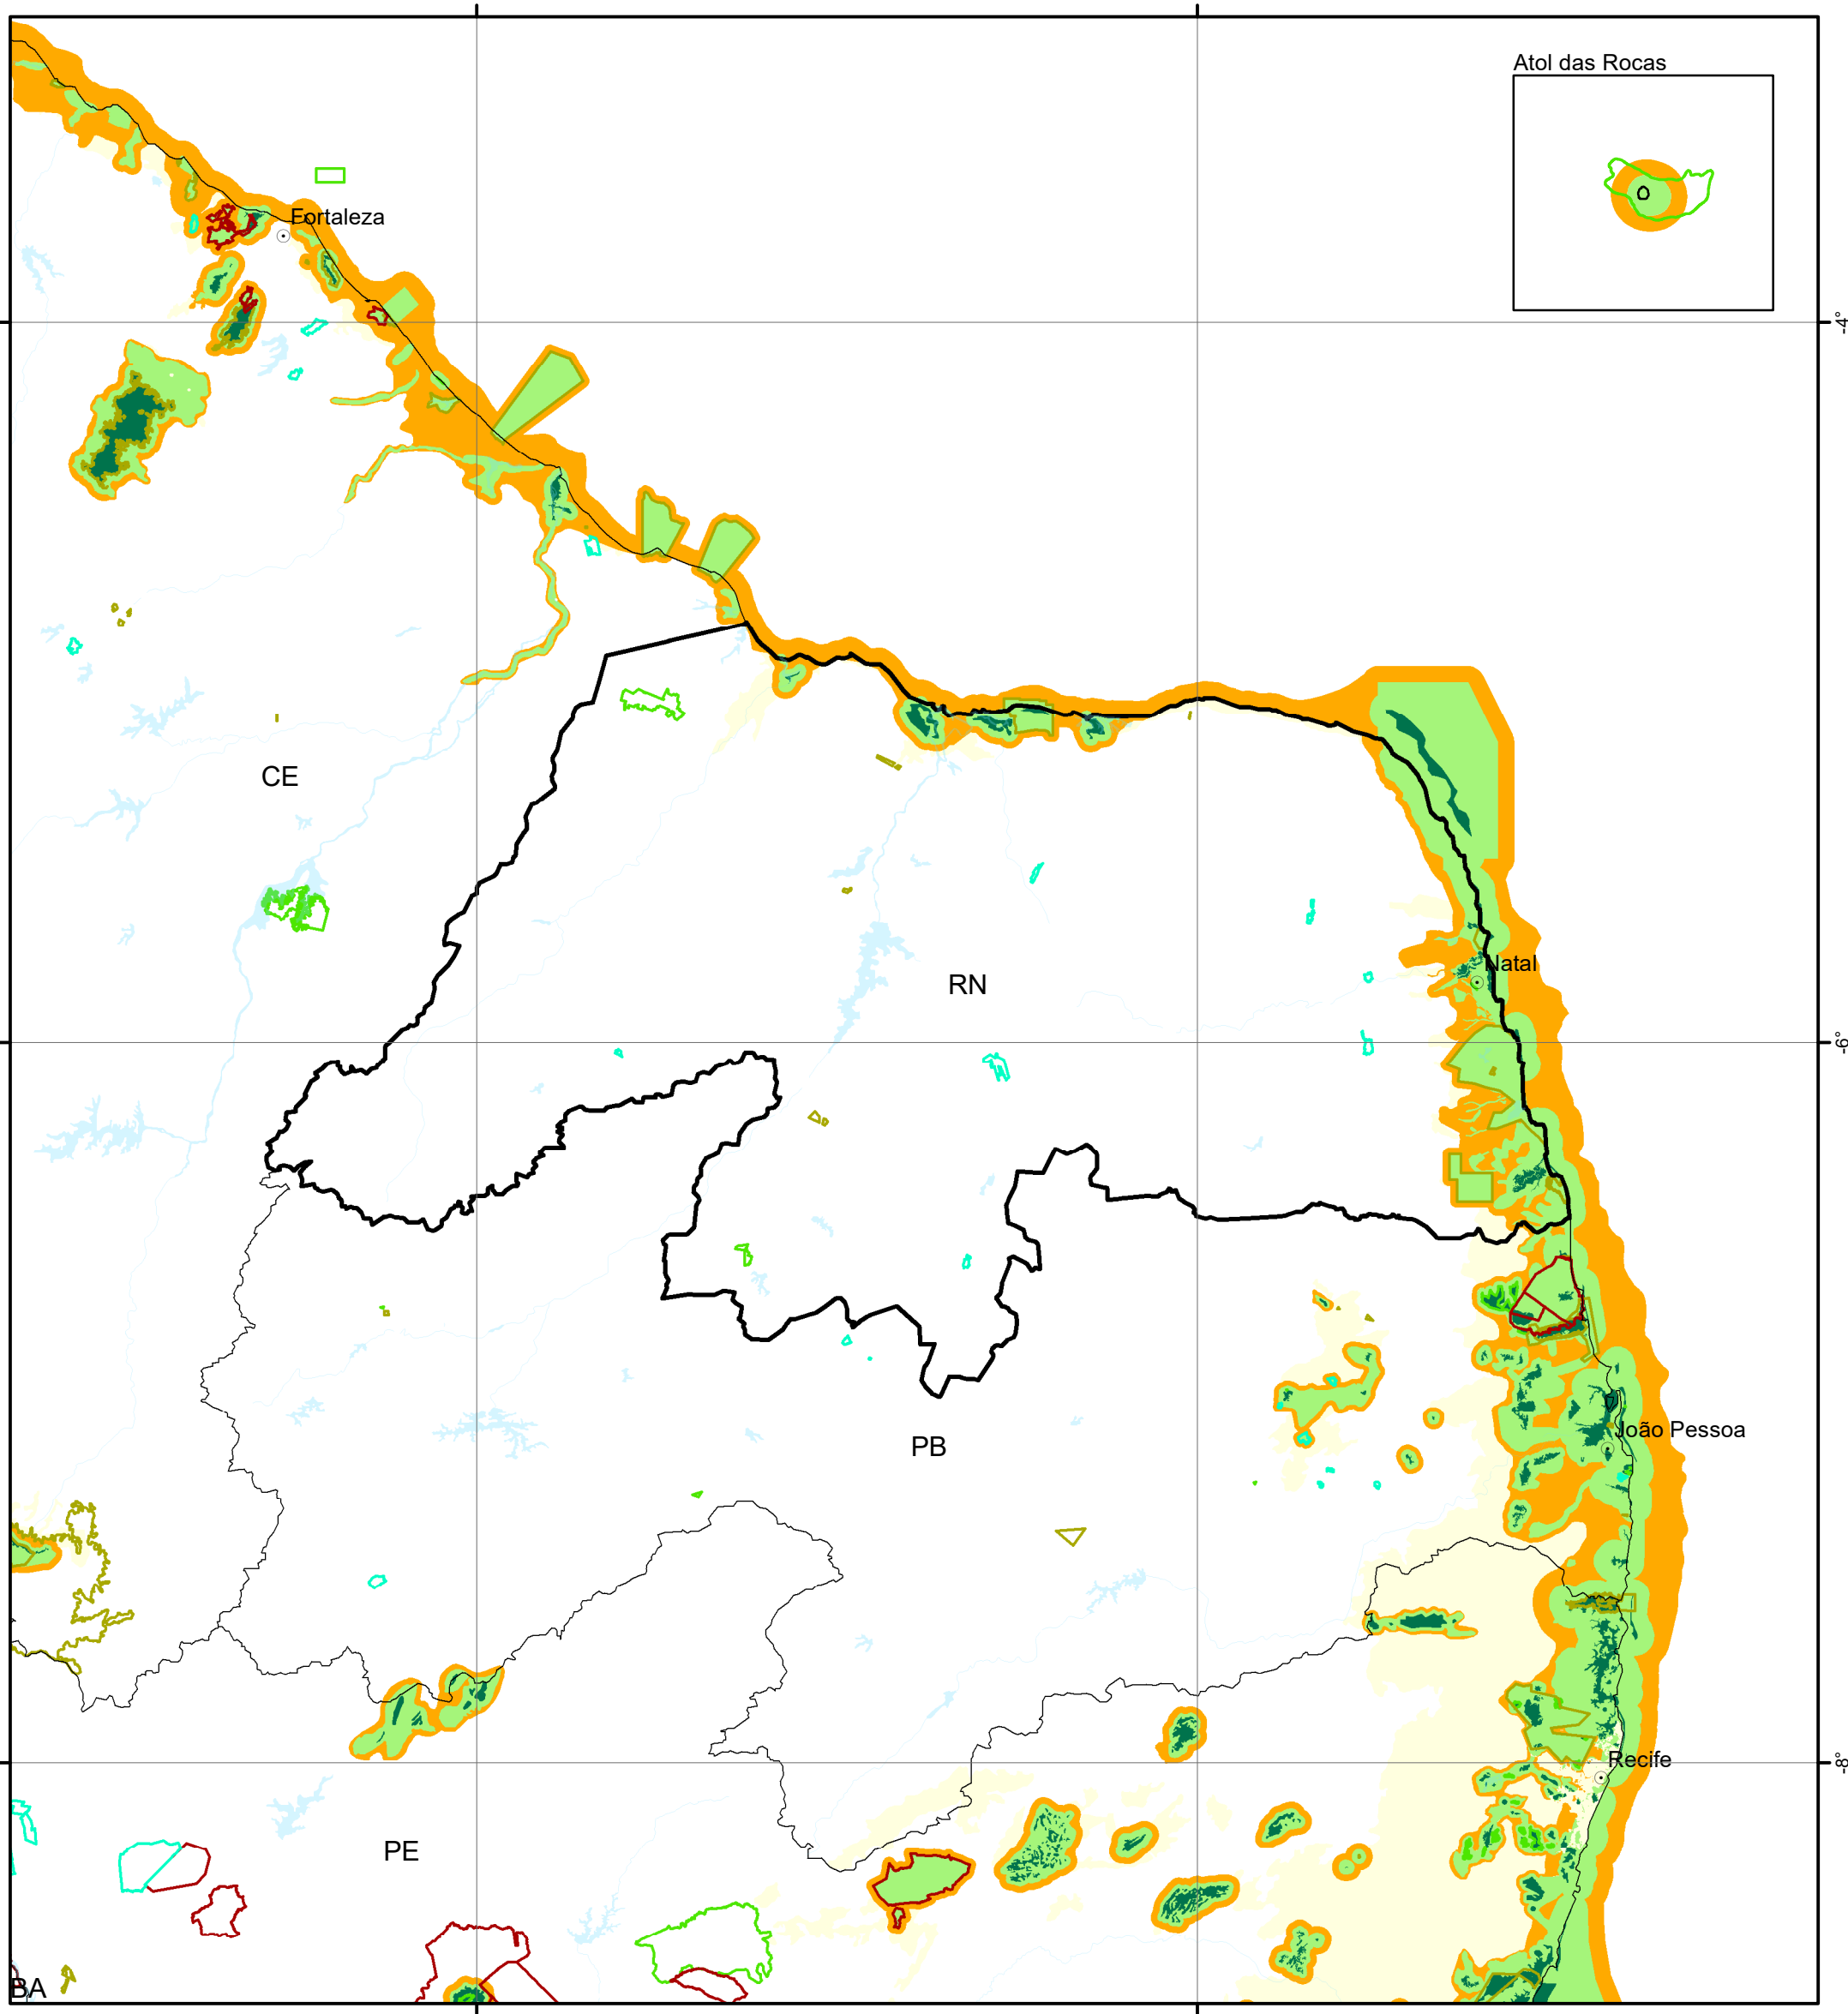 Atol das Rocas
Fortaleza
-4°
CE
Natal
RN
-6°
João Pessoa
PB
Recife
-8°
PE
BA